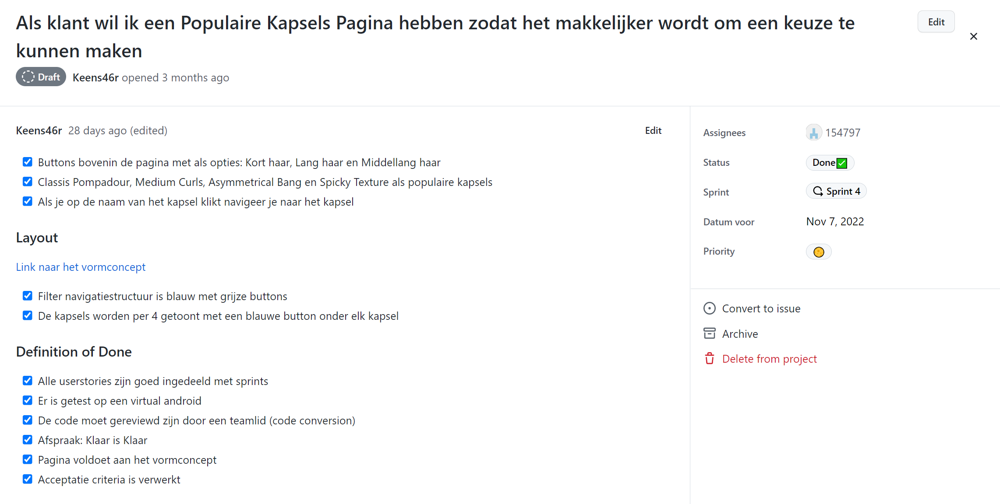 Als klant wil ik een Populaire Kapsels Pagina hebben zodat het makkelijker wordt om een keuze te
kunnen maken
Edit
Draft
Keens46r opened 3 months ago
Keens46r 28 days ago (edited)
Edit
Buttons bovenin de pagina met als opties: Kort haar, Lang haar en Middellang haar
Classis Pompadour, Medium Curls, Asymmetrical Bang en Spicky Texture als populaire kapsels
Als je op de naam van het kapsel klikt navigeer je naar het kapsel
Layout
Link naar het vormconcept
Filter navigatiestructuur is blauw met grijze buttons
De kapsels worden per 4 getoont met een blauwe button onder elk kapsel
Definition of Done
Alle userstories zijn goed ingedeeld met sprints
Er is getest op een virtual android
De code moet gereviewd zijn door een teamlid (code conversion)
Afspraak: Klaar is Klaar
Pagina voldoet aan het vormconcept
Acceptatie criteria is verwerkt
Assignees 154797
Status Done✅
Sprint Sprint 4
Datum voor Nov 7, 2022
Priority
Convert to issue
Archive
Delete from project